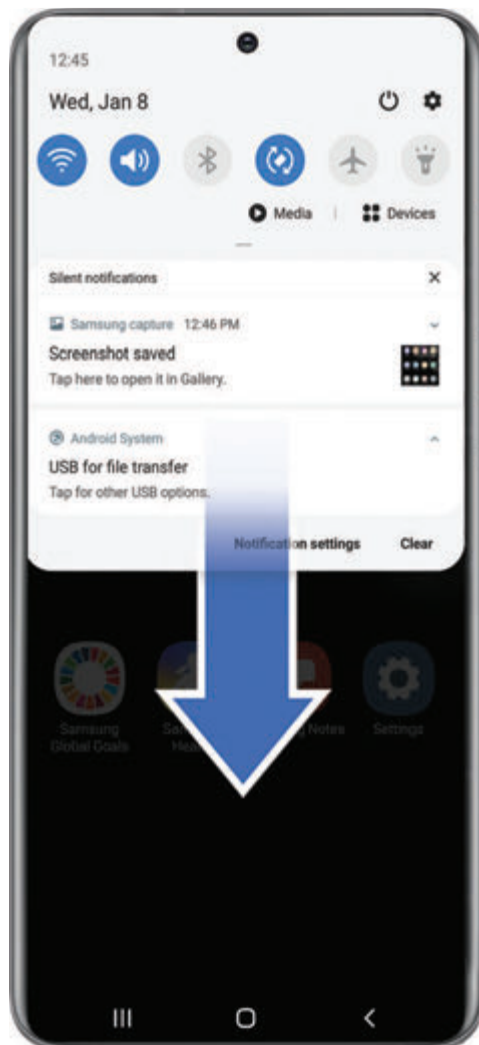 12:45
Wed, Jan 8
Media | Devices
Silent notifications
Samsung capture 12:46 PM
Screenshot saved
Tap here to open it in Gallery.
Android System
USB for file transfer
Tap for other USB options.
Notification settings Clear
Samsung Notes Settings
Global Goals